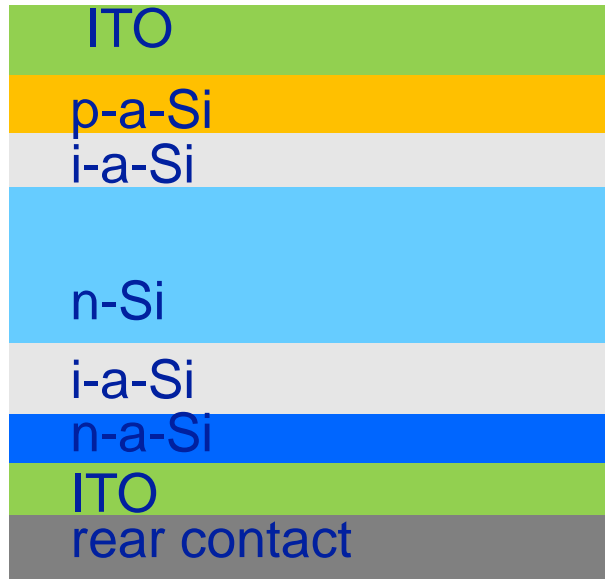 ITO
p-a-Si
i-a-Si
n-Si
i-a-Si
n-a-Si
ITO
rear contact